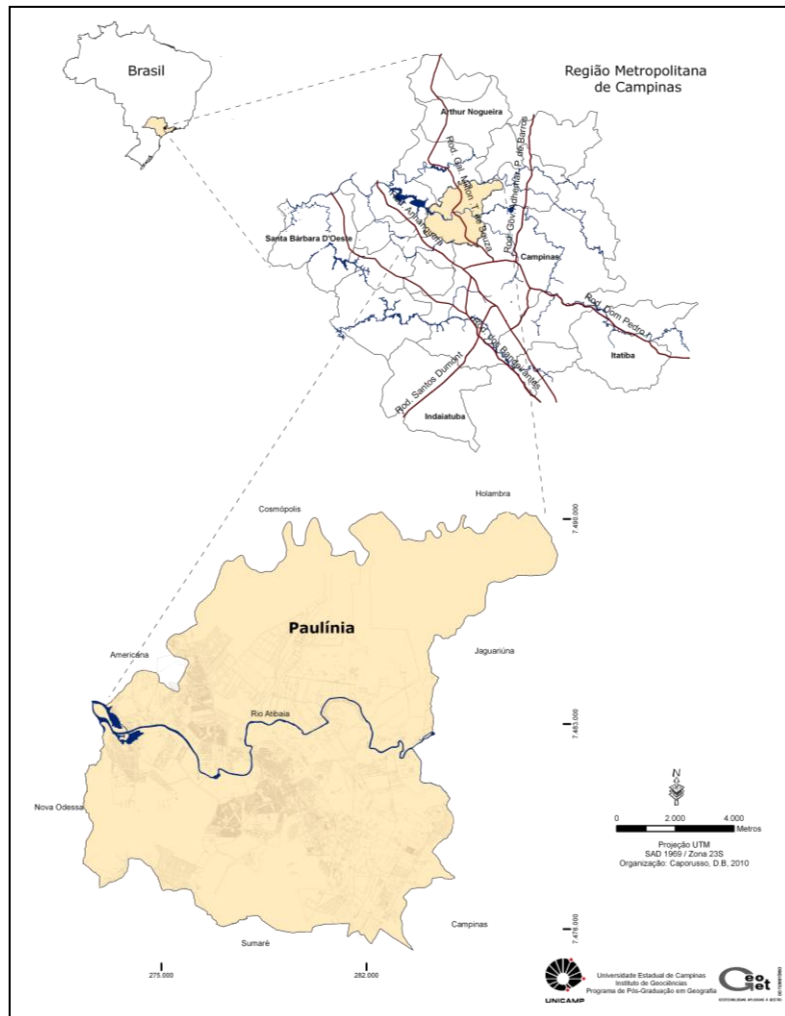 Brasil
Região Metropolitana
de Campinas
Arthur Nogueira
Rod. Gal. Milton T. de Souza
Rod. Gov. Adhemar P. de Barros
Rod. Anhanguera
Santa Bárbara D'Oeste
Campinas
Rod. Dom Pedro I
Itatiba
Rod. dos Bandeirantes
Rod. Santos Dumont
Indaiatuba
Holambra
Cosmópolis
7.490.000
Paulínia
Americana
Jaguariúna
Rio Atibaia
7.483.000
Nova Odessa
N
0 2.000 4.000
Metros
Projeção UTM
SAD 1969 / Zona 23S
Organização: Caporusso, D.B, 2010
Campinas
7.476.000
Sumaré
275.000
282.000
UNICAMP
Universidade Estadual de Campinas
Instituto de Geociências
Programa de Pós-Graduação em Geografia
Geo
Get